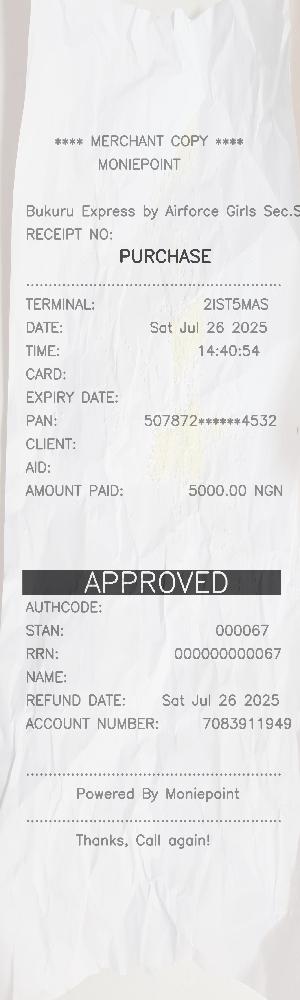 **** MERCHANT COPY ****
MONIEPOINT
Bukuru Express by Airforce Girls Sec.S
RECEIPT NO:
PURCHASE
TERMINAL: 2IST5MAS
DATE: Sat Jul 26 2025
TIME: 14:40:54
CARD:
EXPIRY DATE:
PAN: 507872******4532
CLIENT:
AID:
AMOUNT PAID: 5000.00 NGN
APPROVED
AUTHCODE:
STAN: 000067
RRN: 000000000067
NAME:
REFUND DATE: Sat Jul 26 2025
ACCOUNT NUMBER: 7083911949
Powered By Moniepoint
Thanks, Call again!